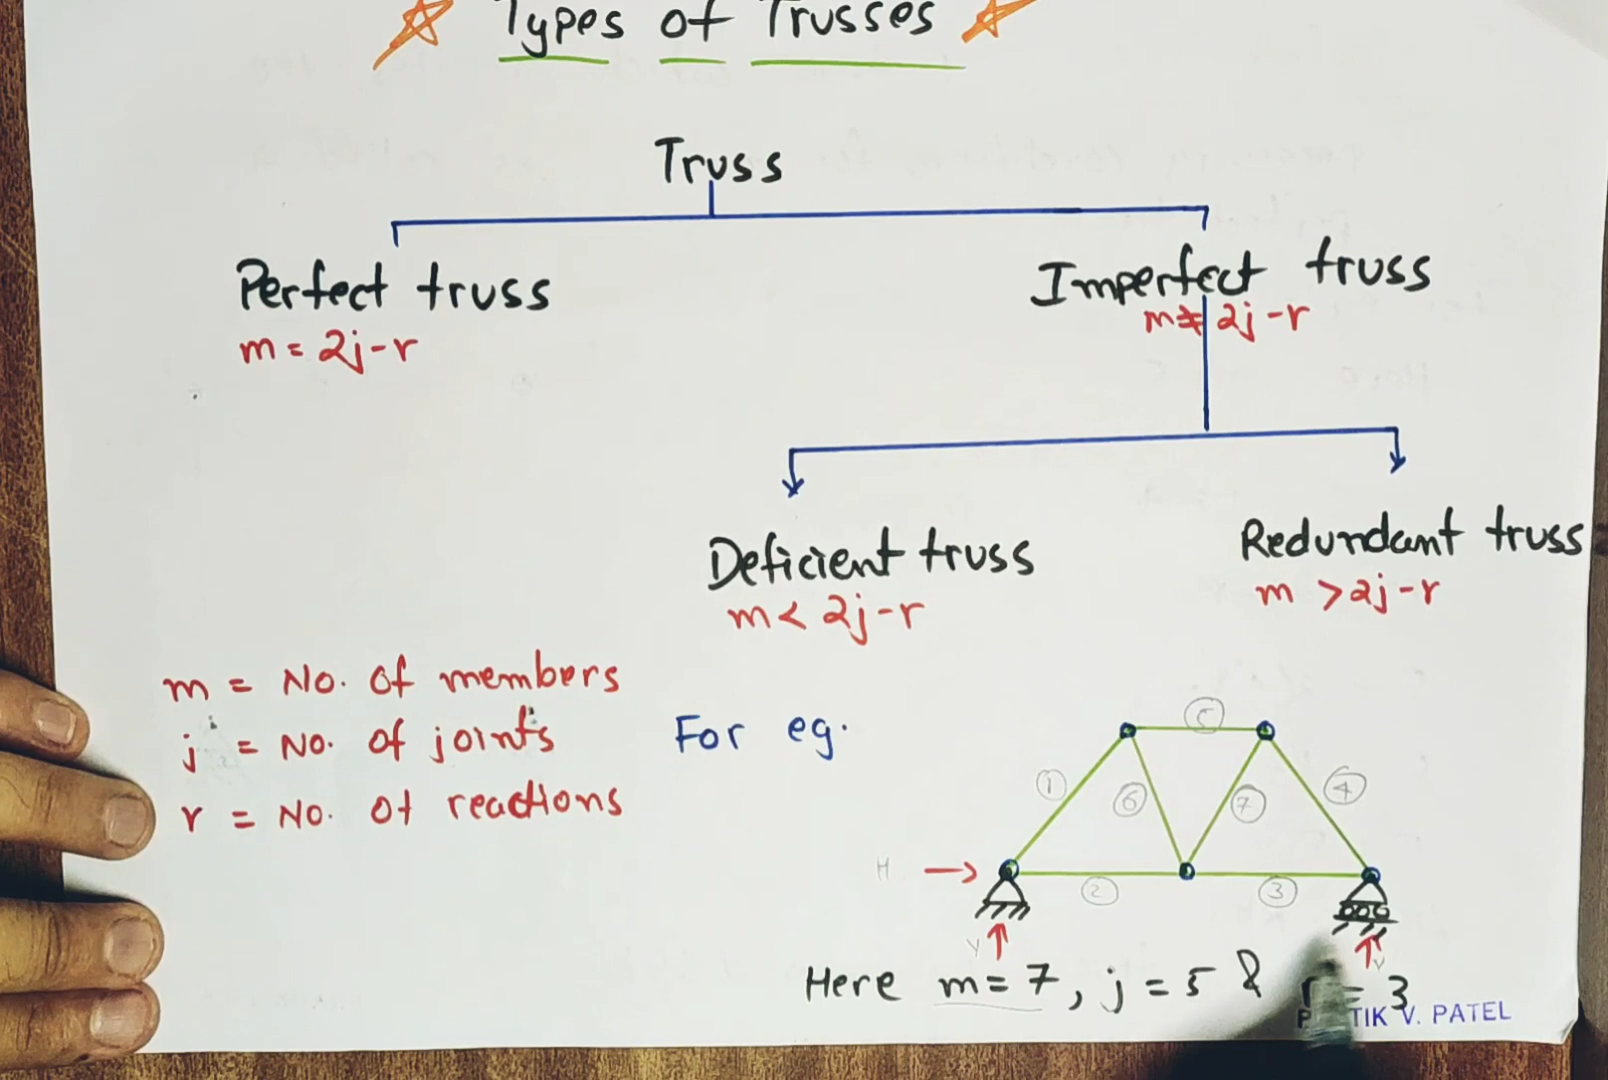 Types of Trusses
Truss
Perfect truss
m = 2j-r
Imperfect truss
m ≠ 2j-r
Deficient truss
m < 2j-r
Redundant truss
m > 2j-r
m = No. of members
j = No. of joints
r = No. of reactions
For eg.
5
1
6
7
4
H
2
3
V
V
Here m = 7, j = 5 & r = 3
TIK V. PATEL